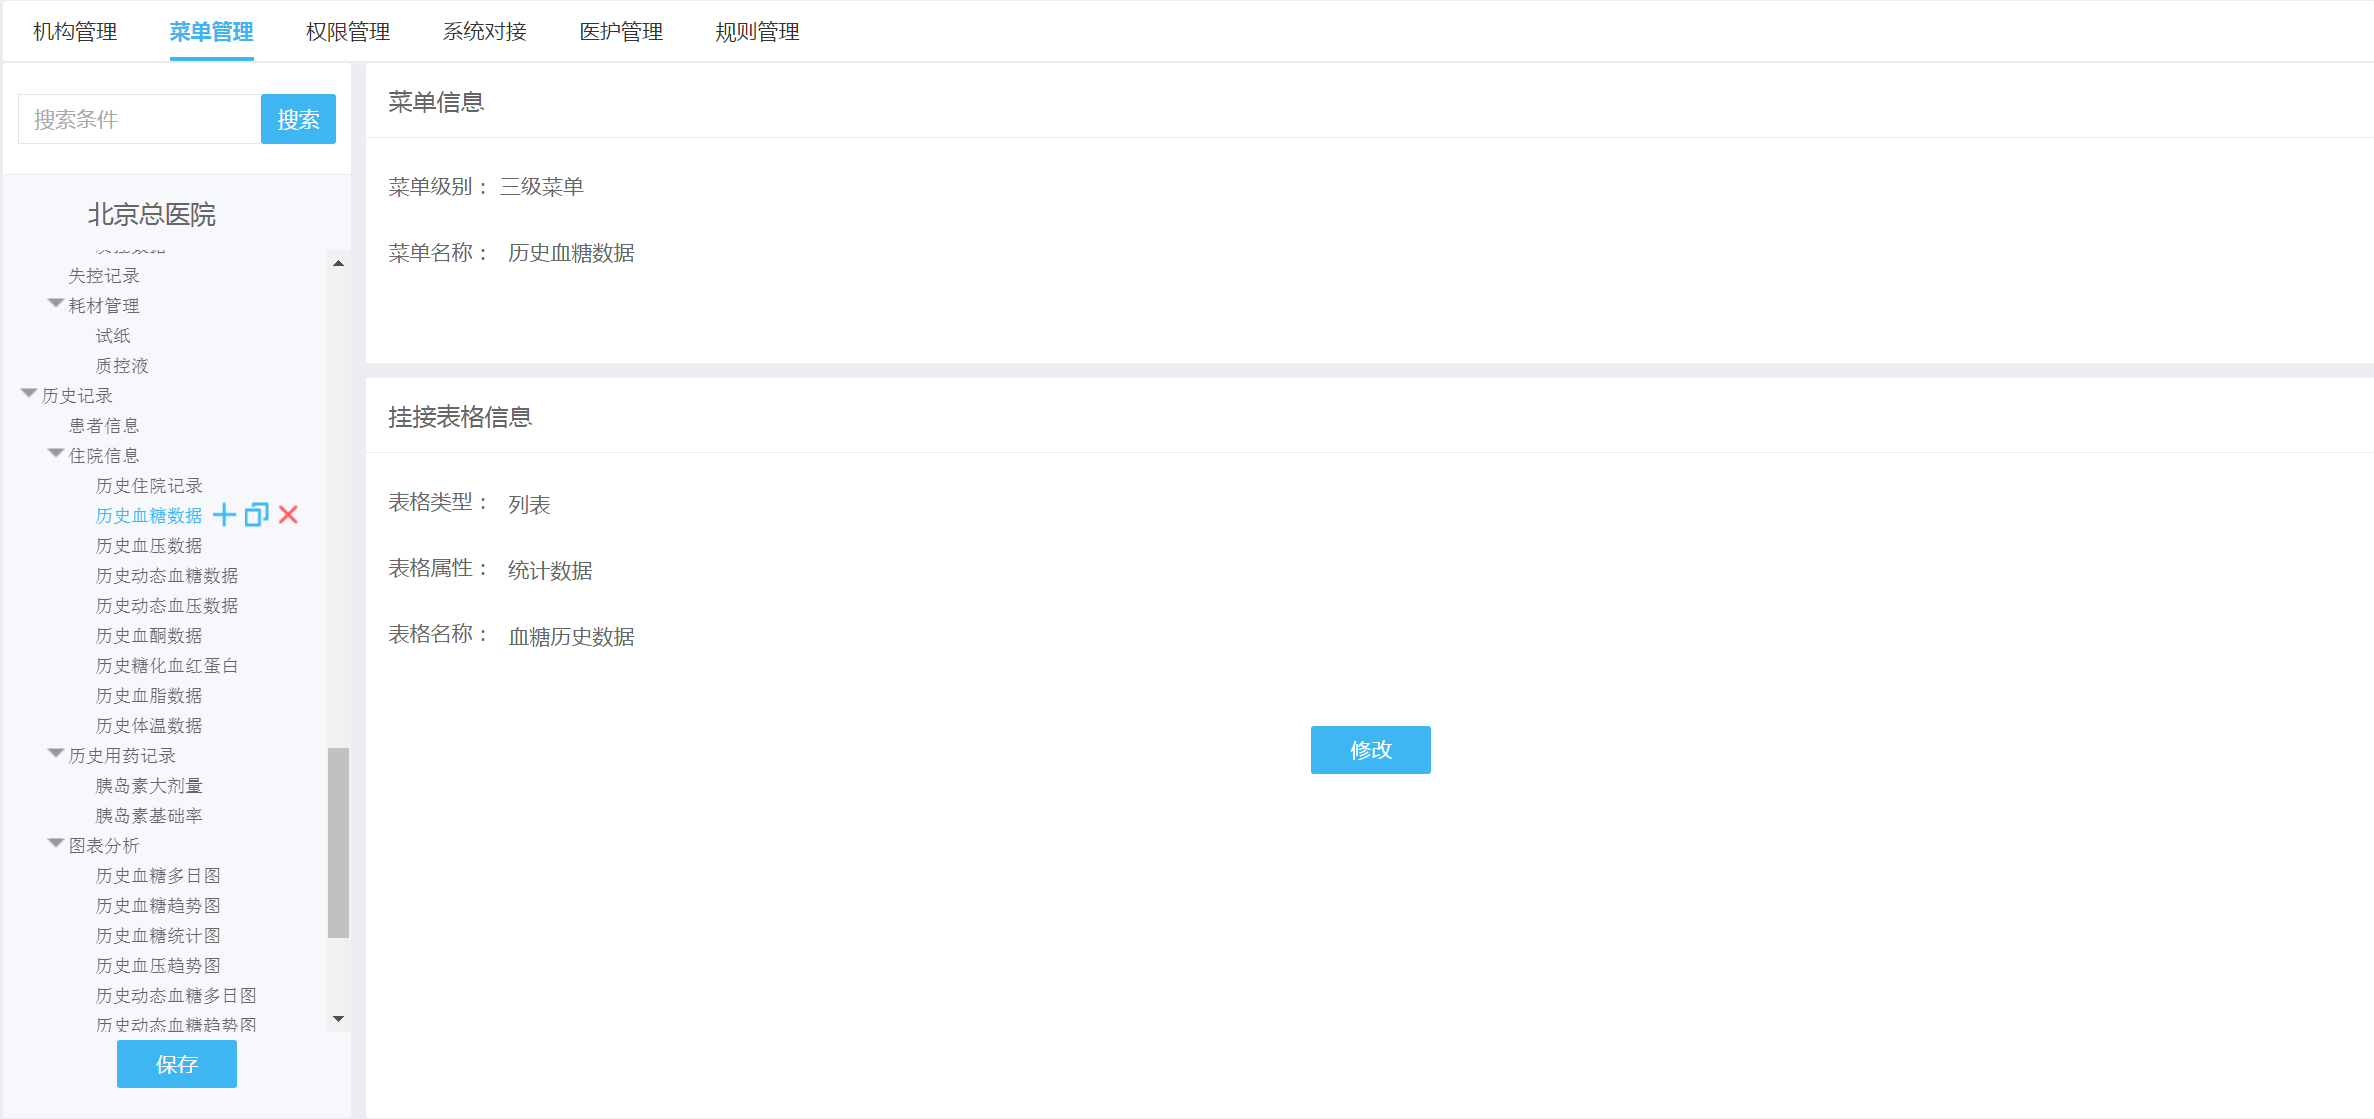 机构管理 菜单管理 权限管理 系统对接 医护管理 规则管理
搜索条件 搜索
北京总医院
失控记录
耗材管理
试纸
质控液
历史记录
患者信息
住院信息
历史住院记录
历史血糖数据
历史血压数据
历史动态血糖数据
历史动态血压数据
历史血酮数据
历史糖化血红蛋白
历史血脂数据
历史体温数据
历史用药记录
胰岛素大剂量
胰岛素基础率
图表分析
历史血糖多日图
历史血糖趋势图
历史血糖统计图
历史血压趋势图
历史动态血糖多日图
历史动态血糖趋势图
保存
菜单信息
菜单级别： 三级菜单
菜单名称： 历史血糖数据
挂接表格信息
表格类型： 列表
表格属性： 统计数据
表格名称： 血糖历史数据
修改